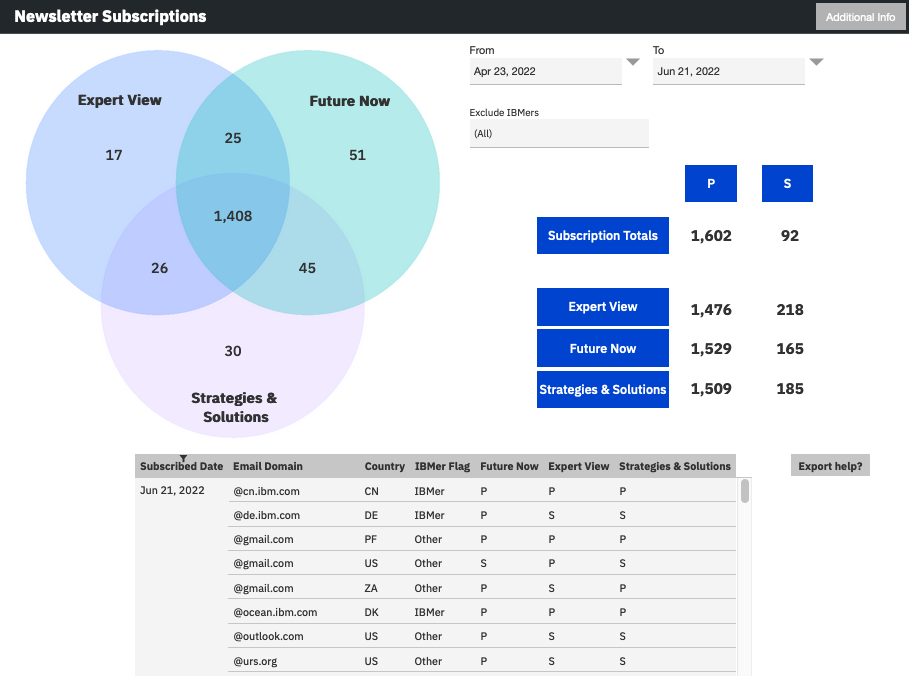 Newsletter Subscriptions
Additional Info
From
To
Apr 23, 2022
Jun 21, 2022
Exclude IBMers
(All)
Expert View
Future Now
17
25
51
1,408
26
45
30
Strategies &
Solutions
P
S
Subscription Totals 1,602 92
Expert View 1,476 218
Future Now 1,529 165
Strategies & Solutions 1,509 185
Subscribed Date Email Domain Country IBMer Flag Future Now Expert View Strategies & Solutions
Export help?
Jun 21, 2022 @cn.ibm.com CN IBMer P P P
@de.ibm.com DE IBMer P S S
@gmail.com PF Other P P P
@gmail.com US Other S P S
@gmail.com ZA Other P S P
@ocean.ibm.com DK IBMer P P P
@outlook.com US Other P S S
@urs.org US Other P S S